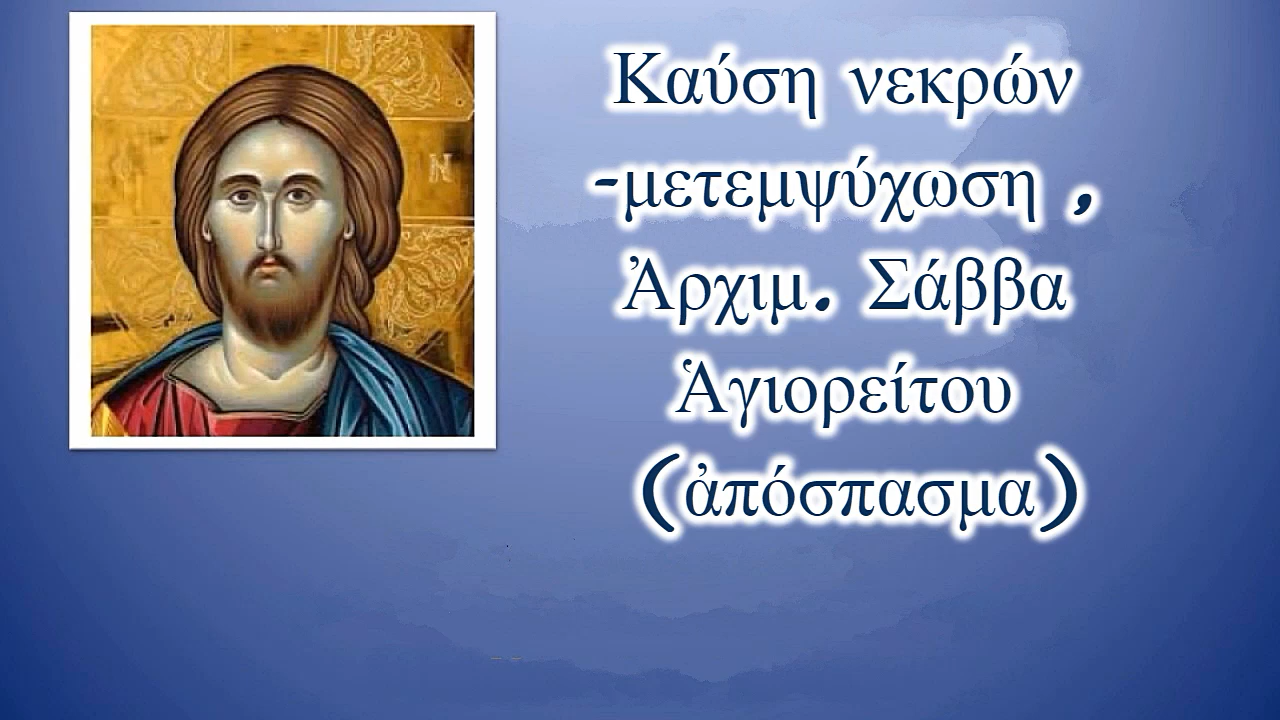 Καύση νεκρών
-μετεμψύχωση ,
Ἀρχιμ. Σάββα
Ἁγιορείτου
(ἀπόσπασμα)
Ν